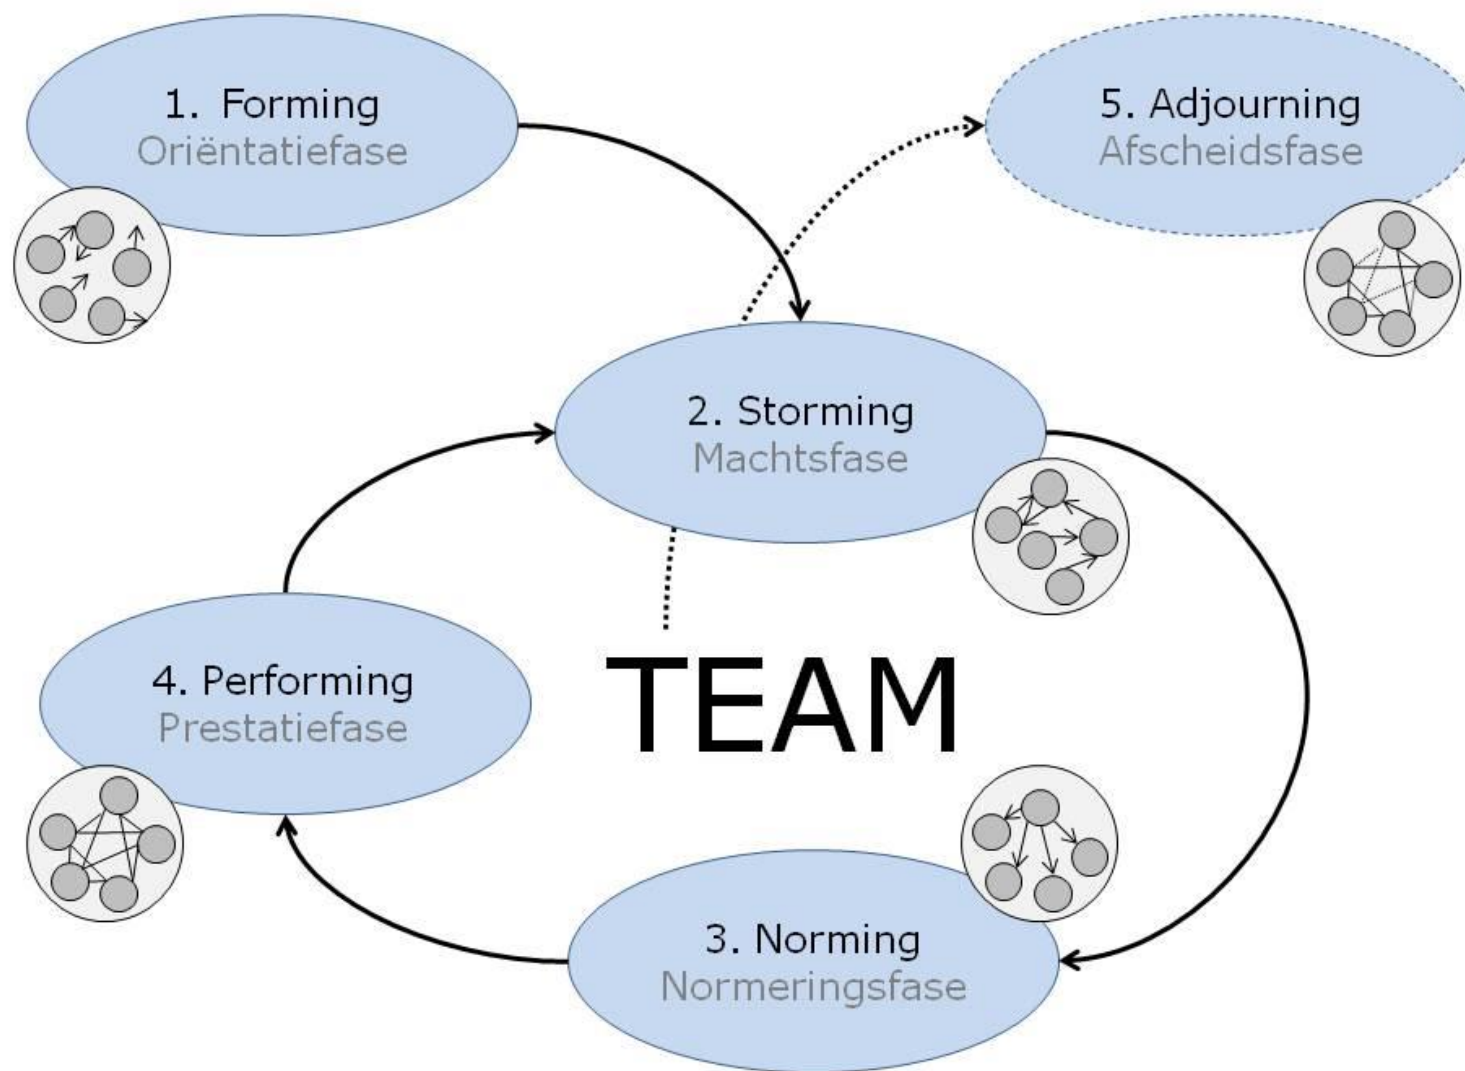 1. Forming
Oriëntatiefase
5. Adjourning
Afscheidsfase
2. Storming
Machtsfase
4. Performing
Prestatiefase
TEAM
3. Norming
Normeringsfase